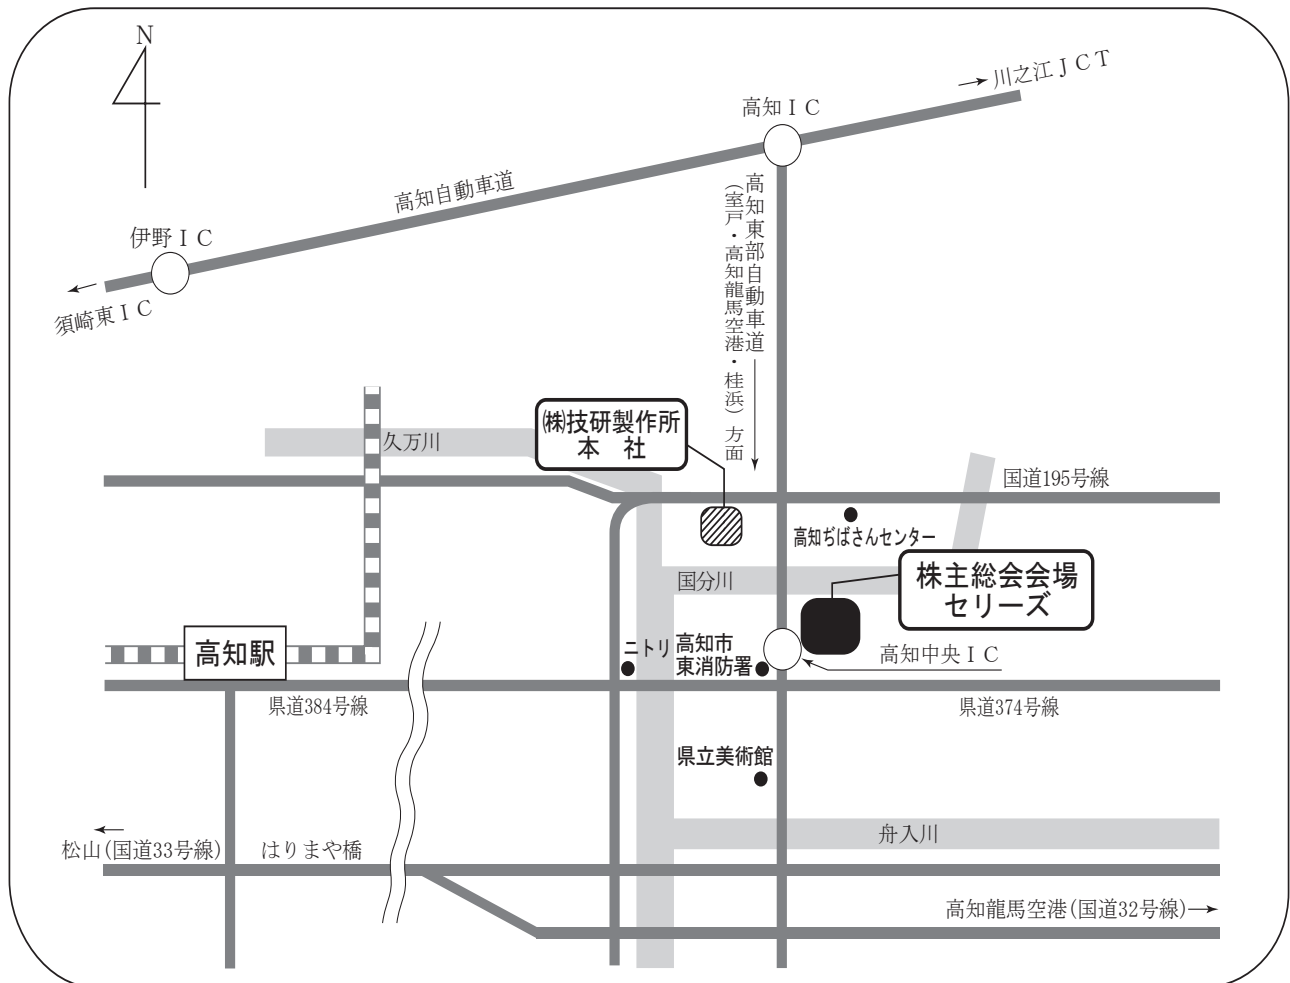 N
→川之江ＪＣＴ
高知ＩＣ
高知自動車道
高知東部自動車道
(室戸・高知龍馬空港・桂浜) 方面
伊野ＩＣ
←
須崎東ＩＣ
㈱技研製作所
本　社
久万川
国道195号線
高知ぢばさんセンター
国分川
株主総会会場
セリーズ
高知駅
ニトリ
高知市
東消防署
高知中央ＩＣ
県道384号線
県道374号線
県立美術館
舟入川
←
松山(国道33号線)
はりまや橋
高知龍馬空港(国道32号線)→